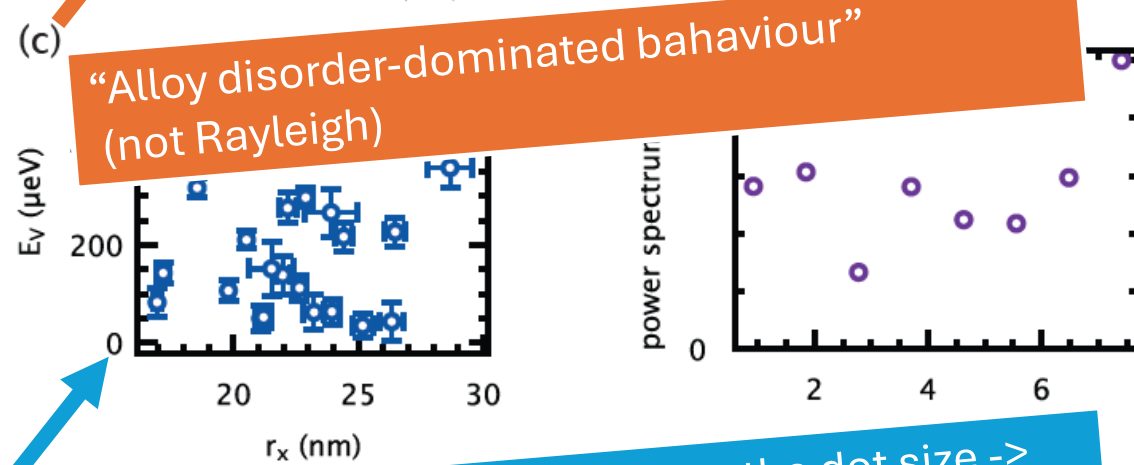 (c)
“Alloy disorder-dominated bahaviour”
(not Rayleigh)
E_V (µeV)
200
0
20 25 30
r_x (nm)
power spectrum
0
2 4 6
the dot size ->